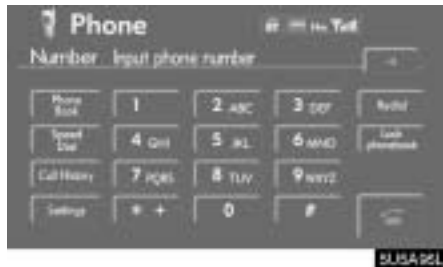 Phone
Number Input phone number
Phone Book
1
2 ABC
3 DEF
Redial
Speed Dial
4 GHI
5 JKL
6 MNO
Lock phonebook
Call History
7 PQRS
8 TUV
9 WXYZ
Settings
* +
0
#